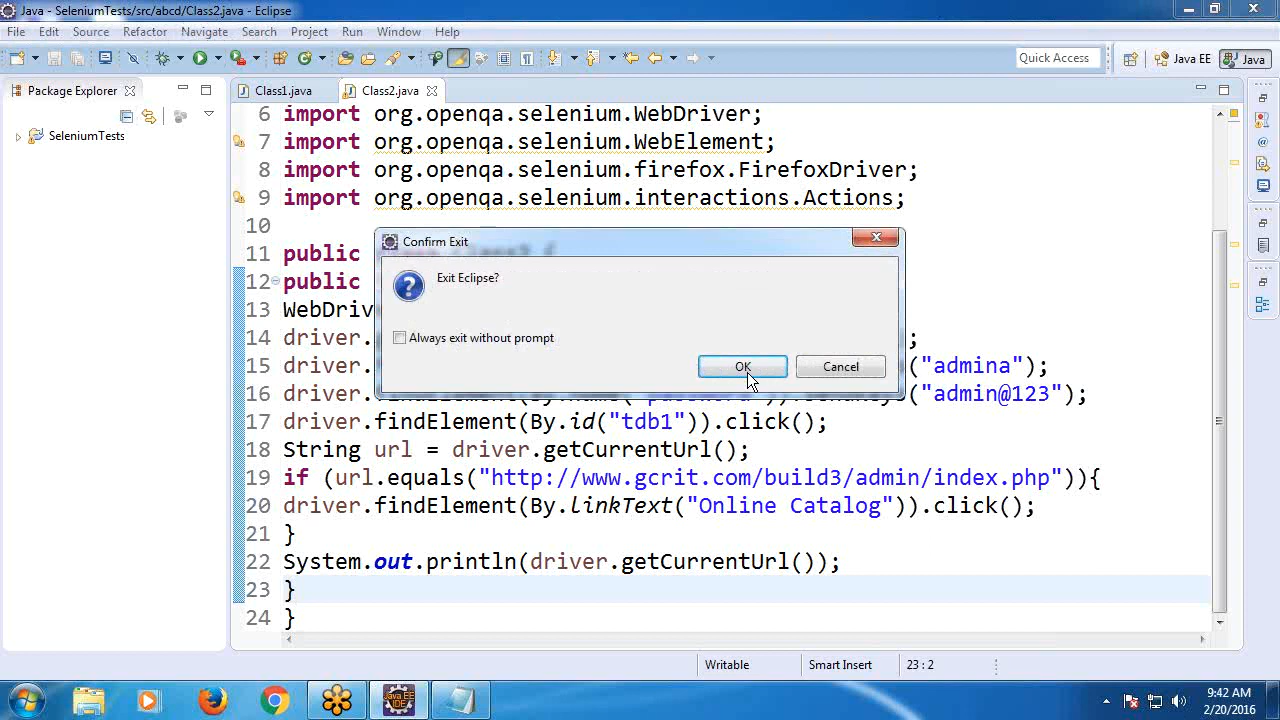 Java - SeleniumTests/src/abcd/Class2.java - Eclipse
File Edit Source Refactor Navigate Search Project Run Window Help
Quick Access
Java EE
Java
Package Explorer
Class1.java
Class2.java
SeleniumTests
6 import org.openqa.selenium.WebDriver;
7 import org.openqa.selenium.WebElement;
8 import org.openqa.selenium.firefox.FirefoxDriver;
9 import org.openqa.selenium.interactions.Actions;
10
11 public
12 public
13 WebDriv
14 driver. ;
15 driver. ("admina");
16 driver. ("admin@123");
17 driver.findElement(By.id("tdb1")).click();
18 String url = driver.getCurrentUrl();
19 if (url.equals("http://www.gcrit.com/build3/admin/index.php")){
20 driver.findElement(By.linkText("Online Catalog")).click();
21 }
22 System.out.println(driver.getCurrentUrl());
23 }
24 }
Confirm Exit
Exit Eclipse?
Always exit without prompt
OK
Cancel
Writable
Smart Insert
23 : 2
Java EE
IDE
9:42 AM
2/20/2016